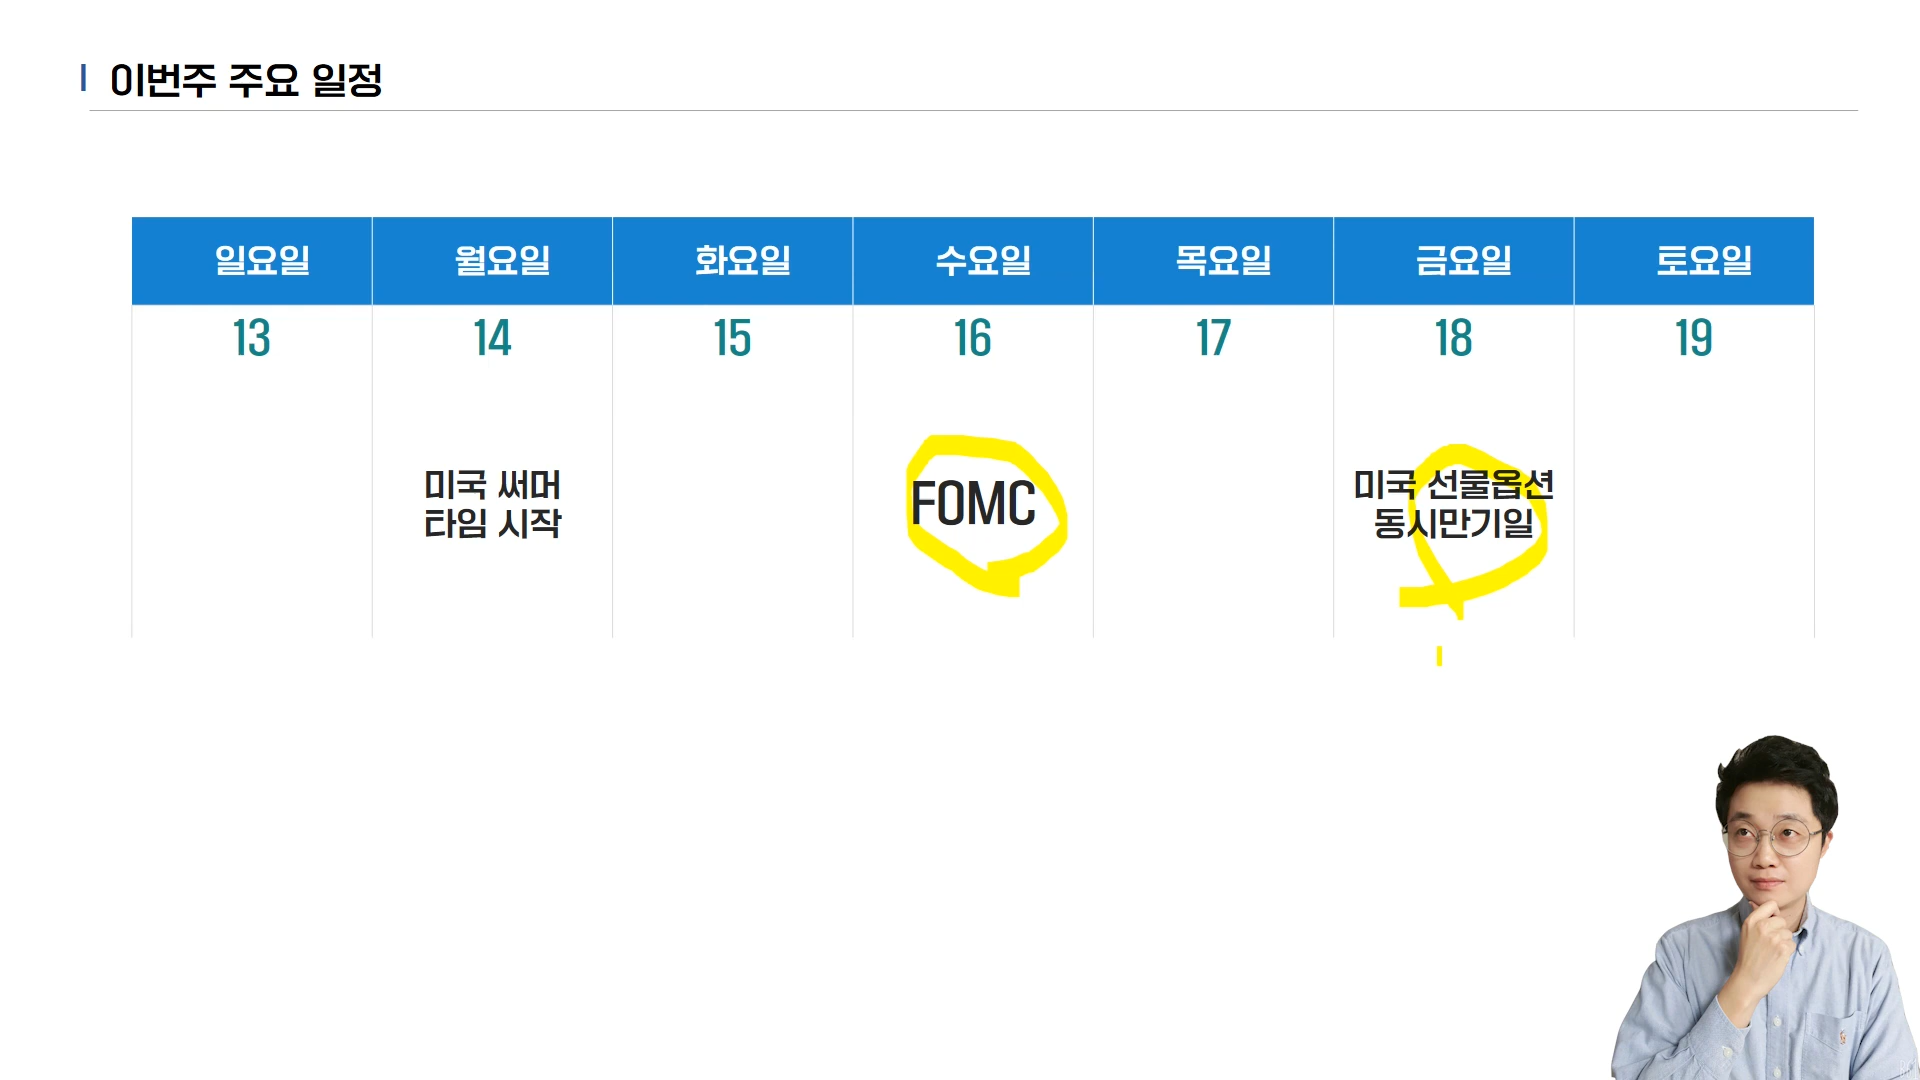 이번주 주요 일정
일요일 월요일 화요일 수요일 목요일 금요일 토요일
13 14 15 16 17 18 19
미국 써머
타임 시작
FOMC
미국 선물옵션
동시만기일